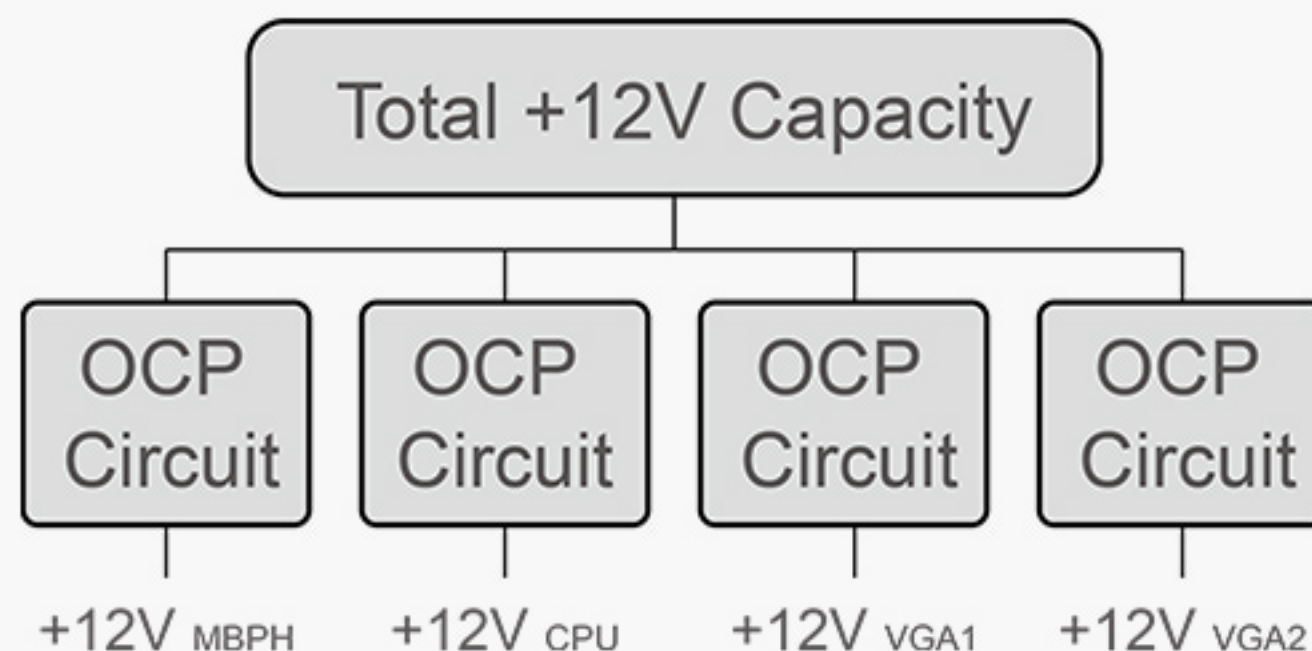 Total +12V Capacity
OCP Circuit
OCP Circuit
OCP Circuit
OCP Circuit
+12V MBPH
+12V CPU
+12V VGA1
+12V VGA2